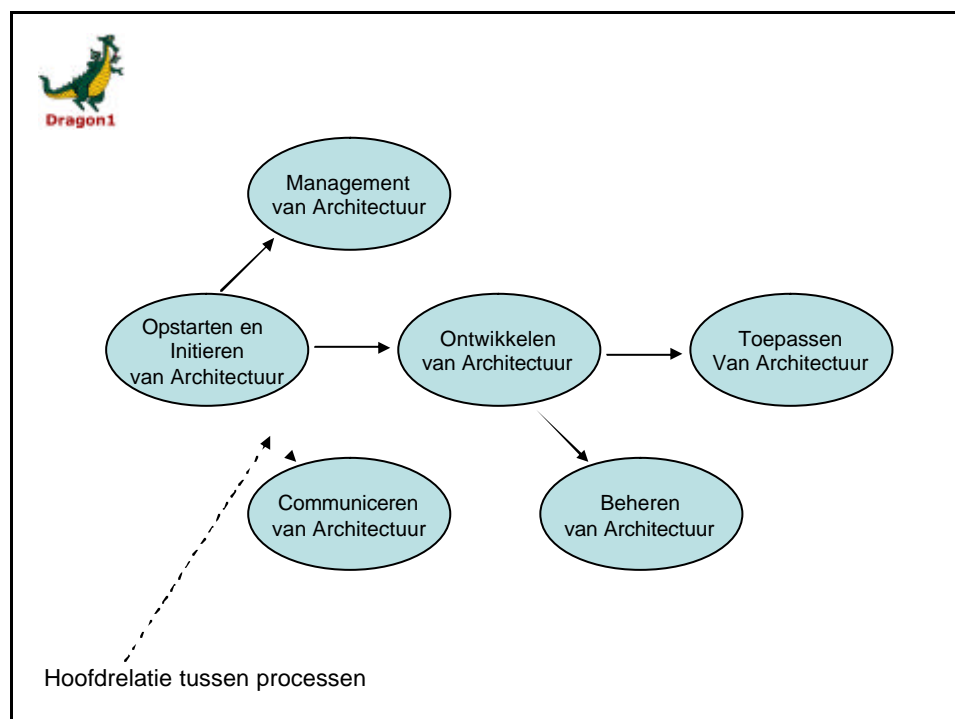 Dragon1
Management
van Architectuur
Opstarten en
Initieren
van Architectuur
Ontwikkelen
van Architectuur
Toepassen
Van Architectuur
Communiceren
van Architectuur
Beheren
van Architectuur
Hoofdrelatie tussen processen